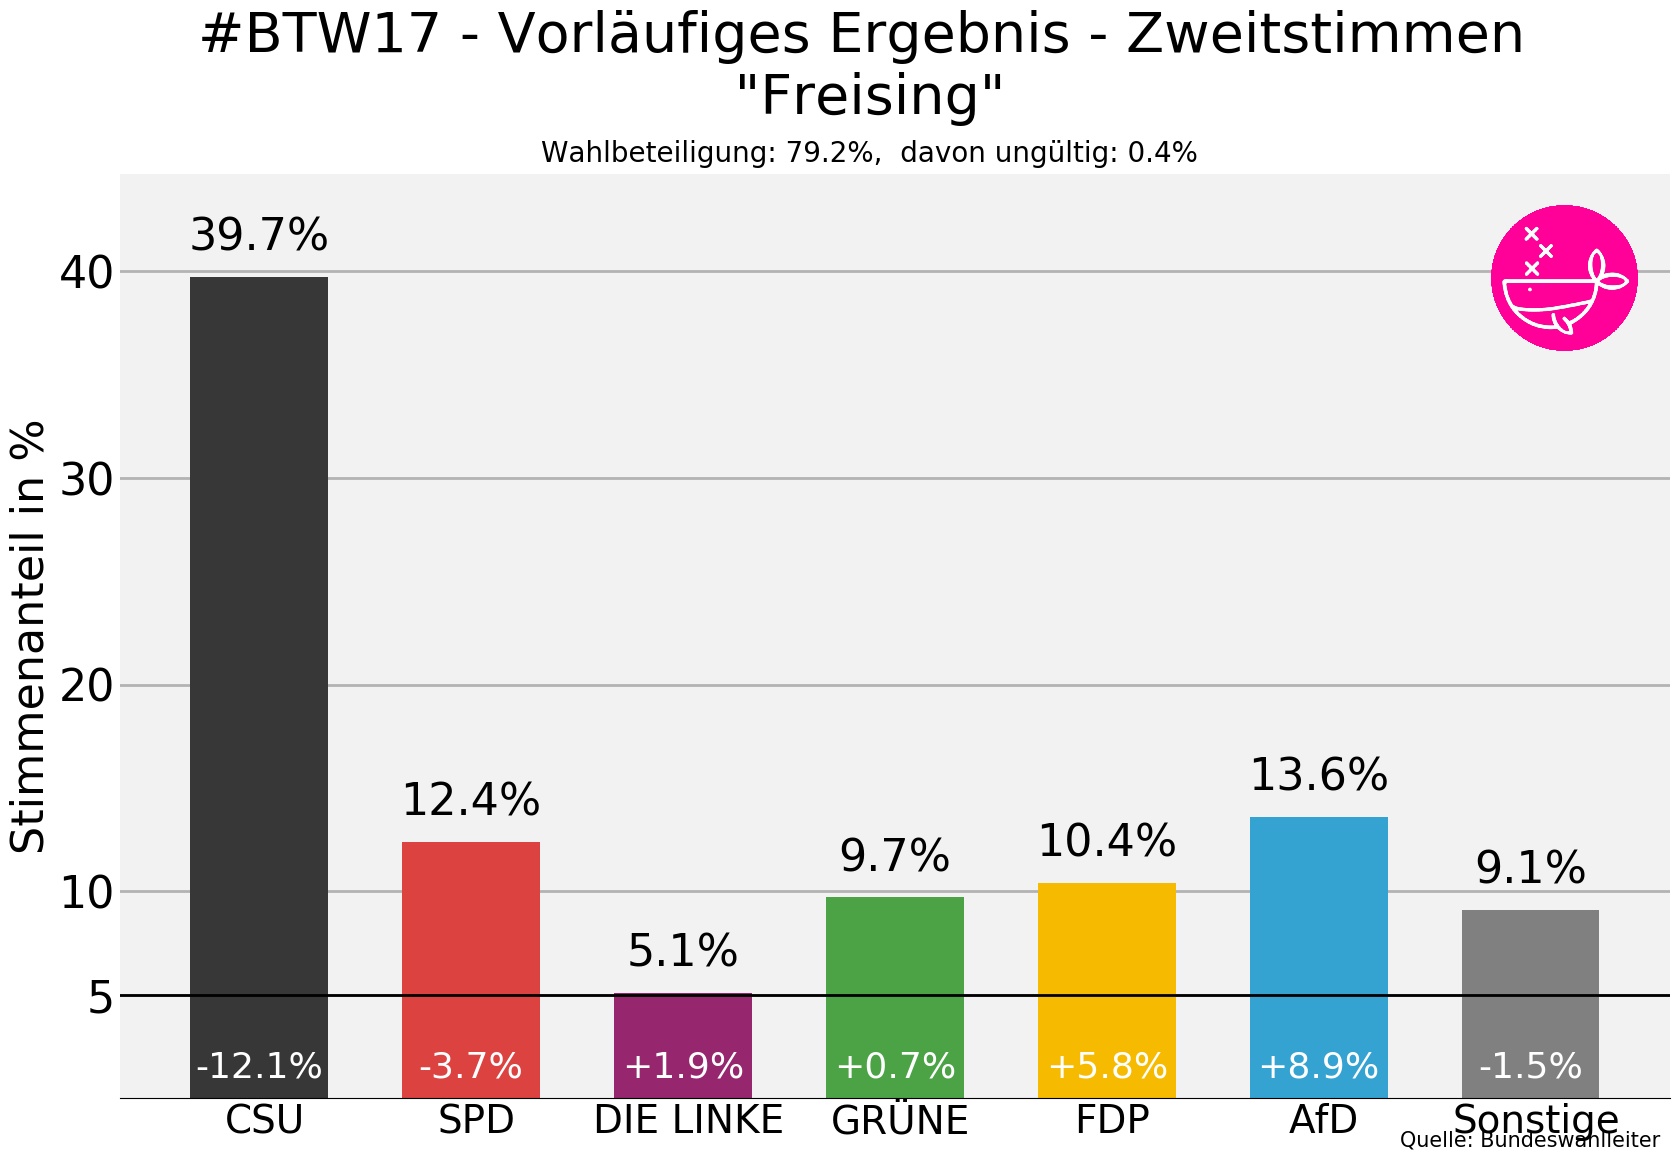 #BTW17 - Vorläufiges Ergebnis - Zweitstimmen
"Freising"
Wahlbeteiligung: 79.2%,  davon ungültig: 0.4%
Stimmenanteil in %
40
30
20
10
5
39.7%
12.4%
5.1%
9.7%
10.4%
13.6%
9.1%
-12.1%
-3.7%
+1.9%
+0.7%
+5.8%
+8.9%
-1.5%
CSU
SPD
DIE LINKE
GRÜNE
FDP
AfD
Sonstige
Quelle: Bundeswahlleiter